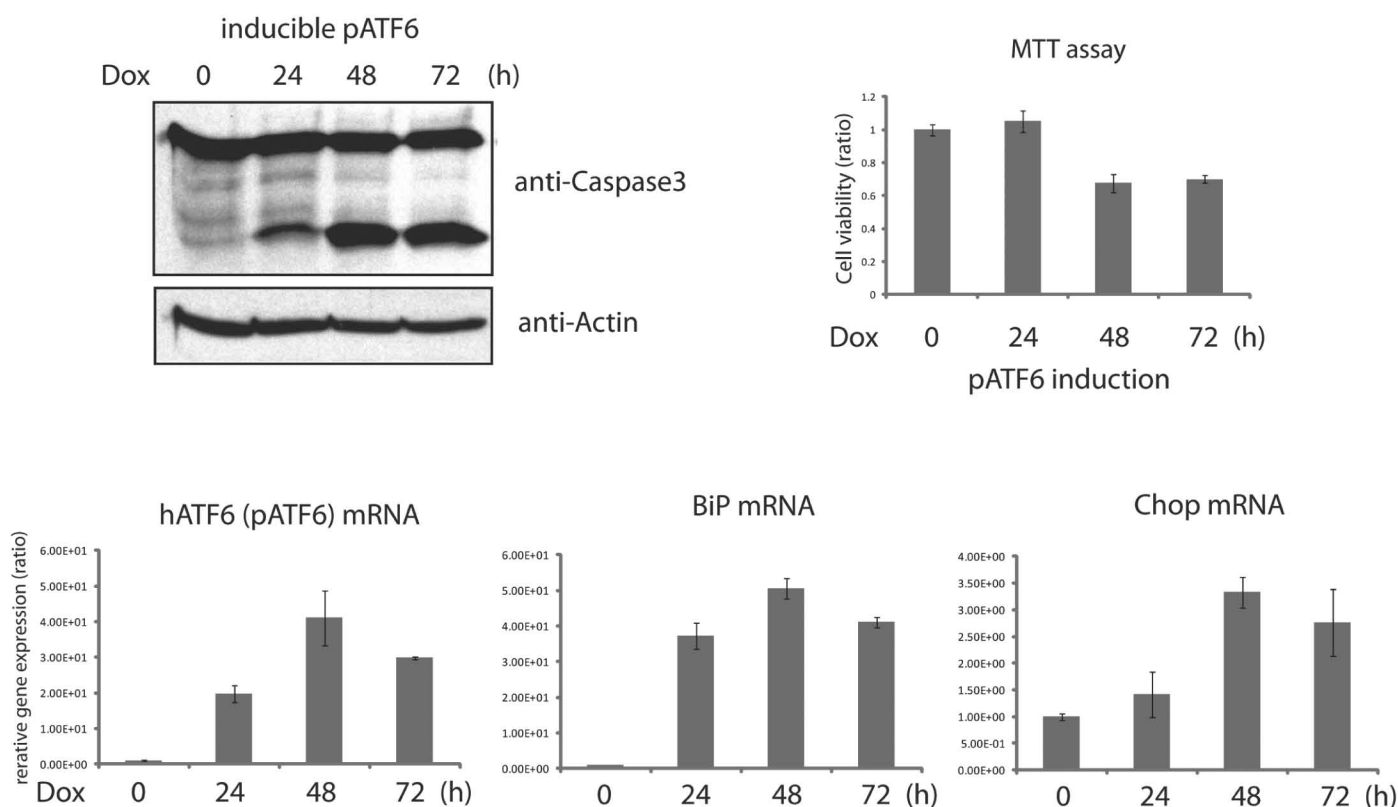 inducible pATF6
Dox 0 24 48 72 (h)
anti-Caspase3
anti-Actin
MTT assay
Cell viability (ratio)
1.2
1
0.8
0.6
0.4
0.2
0
Dox 0 24 48 72 (h)
pATF6 induction
hATF6 (pATF6) mRNA
rerative gene expression (ratio)
6.00E+01
5.00E+01
4.00E+01
3.00E+01
2.00E+01
1.00E+01
0.00E+00
Dox 0 24 48 72 (h)
BiP mRNA
6.00E+01
5.00E+01
4.00E+01
3.00E+01
2.00E+01
1.00E+01
0.00E+00
0 24 48 72 (h)
Chop mRNA
4.00E+00
3.50E+00
3.00E+00
2.50E+00
2.00E+00
1.50E+00
1.00E+00
5.00E-01
0.00E+00
0 24 48 72 (h)